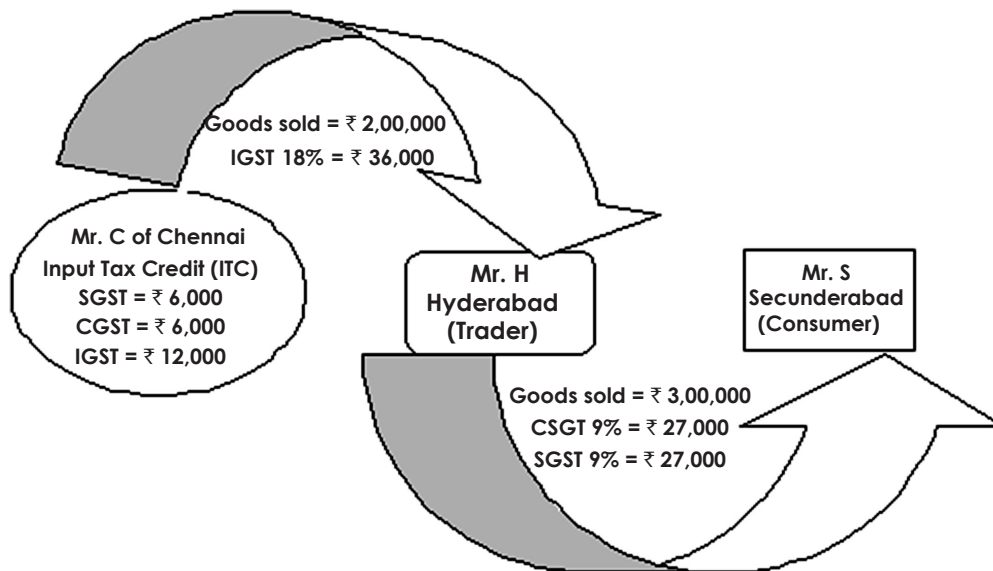 Goods sold = ₹ 2,00,000
IGST 18% = ₹ 36,000
Mr. C of Chennai
Input Tax Credit (ITC)
SGST = ₹ 6,000
CGST = ₹ 6,000
IGST = ₹ 12,000
Mr. H
Hyderabad
(Trader)
Mr. S
Secunderabad
(Consumer)
Goods sold = ₹ 3,00,000
CSGT 9% = ₹ 27,000
SGST 9% = ₹ 27,000